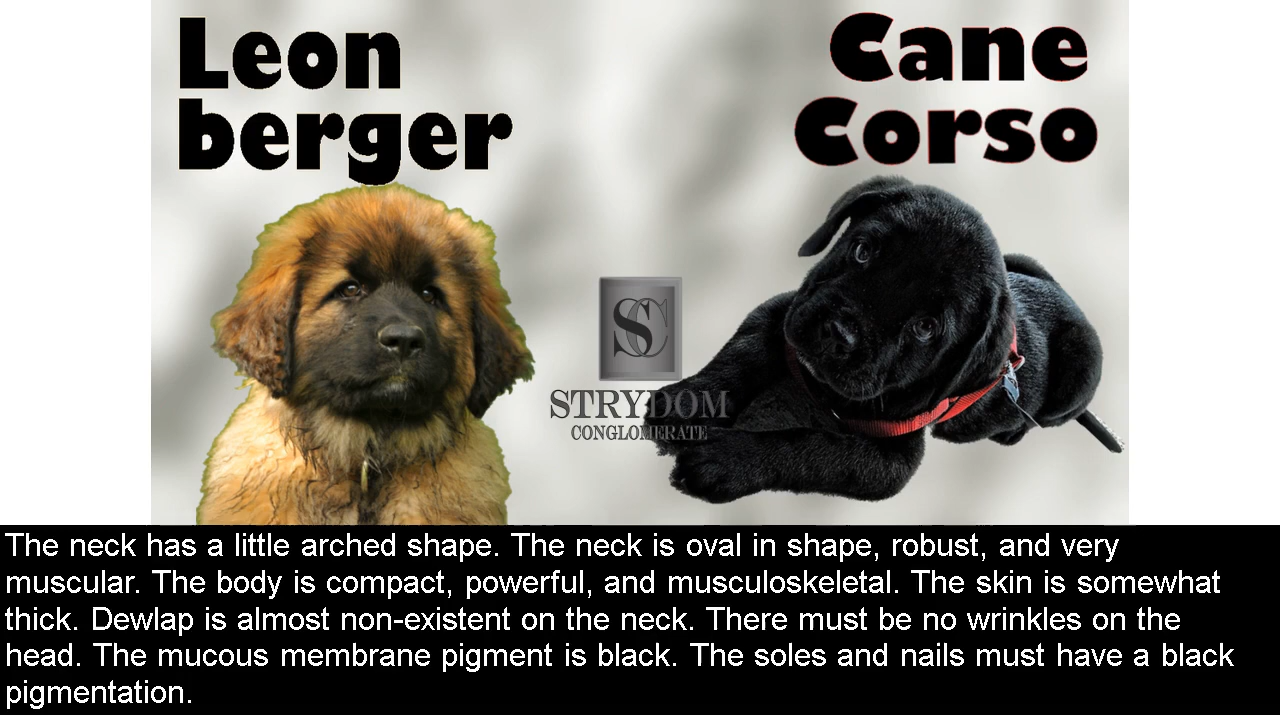 Leon
berger
Cane
Corso
SC
STRYDOM
CONGLOMERATE
The neck has a little arched shape. The neck is oval in shape, robust, and very
muscular. The body is compact, powerful, and musculoskeletal. The skin is somewhat
thick. Dewlap is almost non-existent on the neck. There must be no wrinkles on the
head. The mucous membrane pigment is black. The soles and nails must have a black
pigmentation.